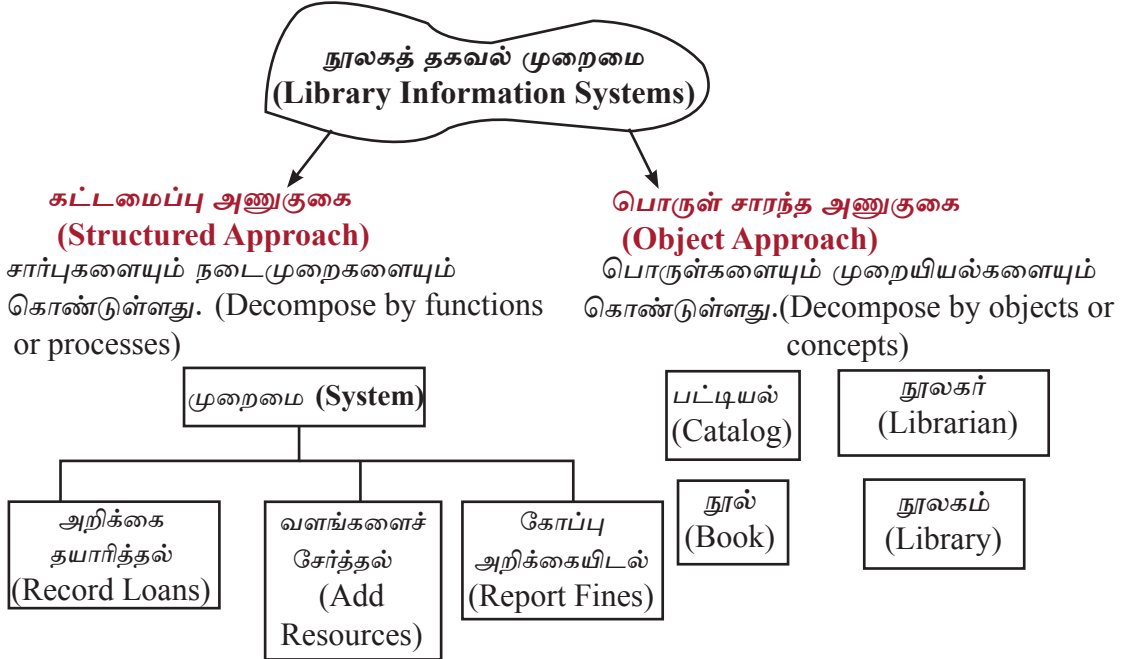 நூலகத் தகவல் முறைமை
(Library Information Systems)
கட்டமைப்பு அணுகுகை
(Structured Approach)
சார்புகளையும் நடைமுறைகளையும்
கொண்டுள்ளது. (Decompose by functions
or processes)
முறைமை (System)
அறிக்கை
தயாரித்தல்
(Record Loans)
வளங்களைச்
சேர்த்தல்
(Add
Resources)
கோப்பு
அறிக்கையிடல்
(Report Fines)
பொருள் சாரந்த அணுகுகை
(Object Approach)
பொருள்களையும் முறையியல்களையும்
கொண்டுள்ளது.(Decompose by objects or
concepts)
பட்டியல்
(Catalog)
நூலகர்
(Librarian)
நூல்
(Book)
நூலகம்
(Library)